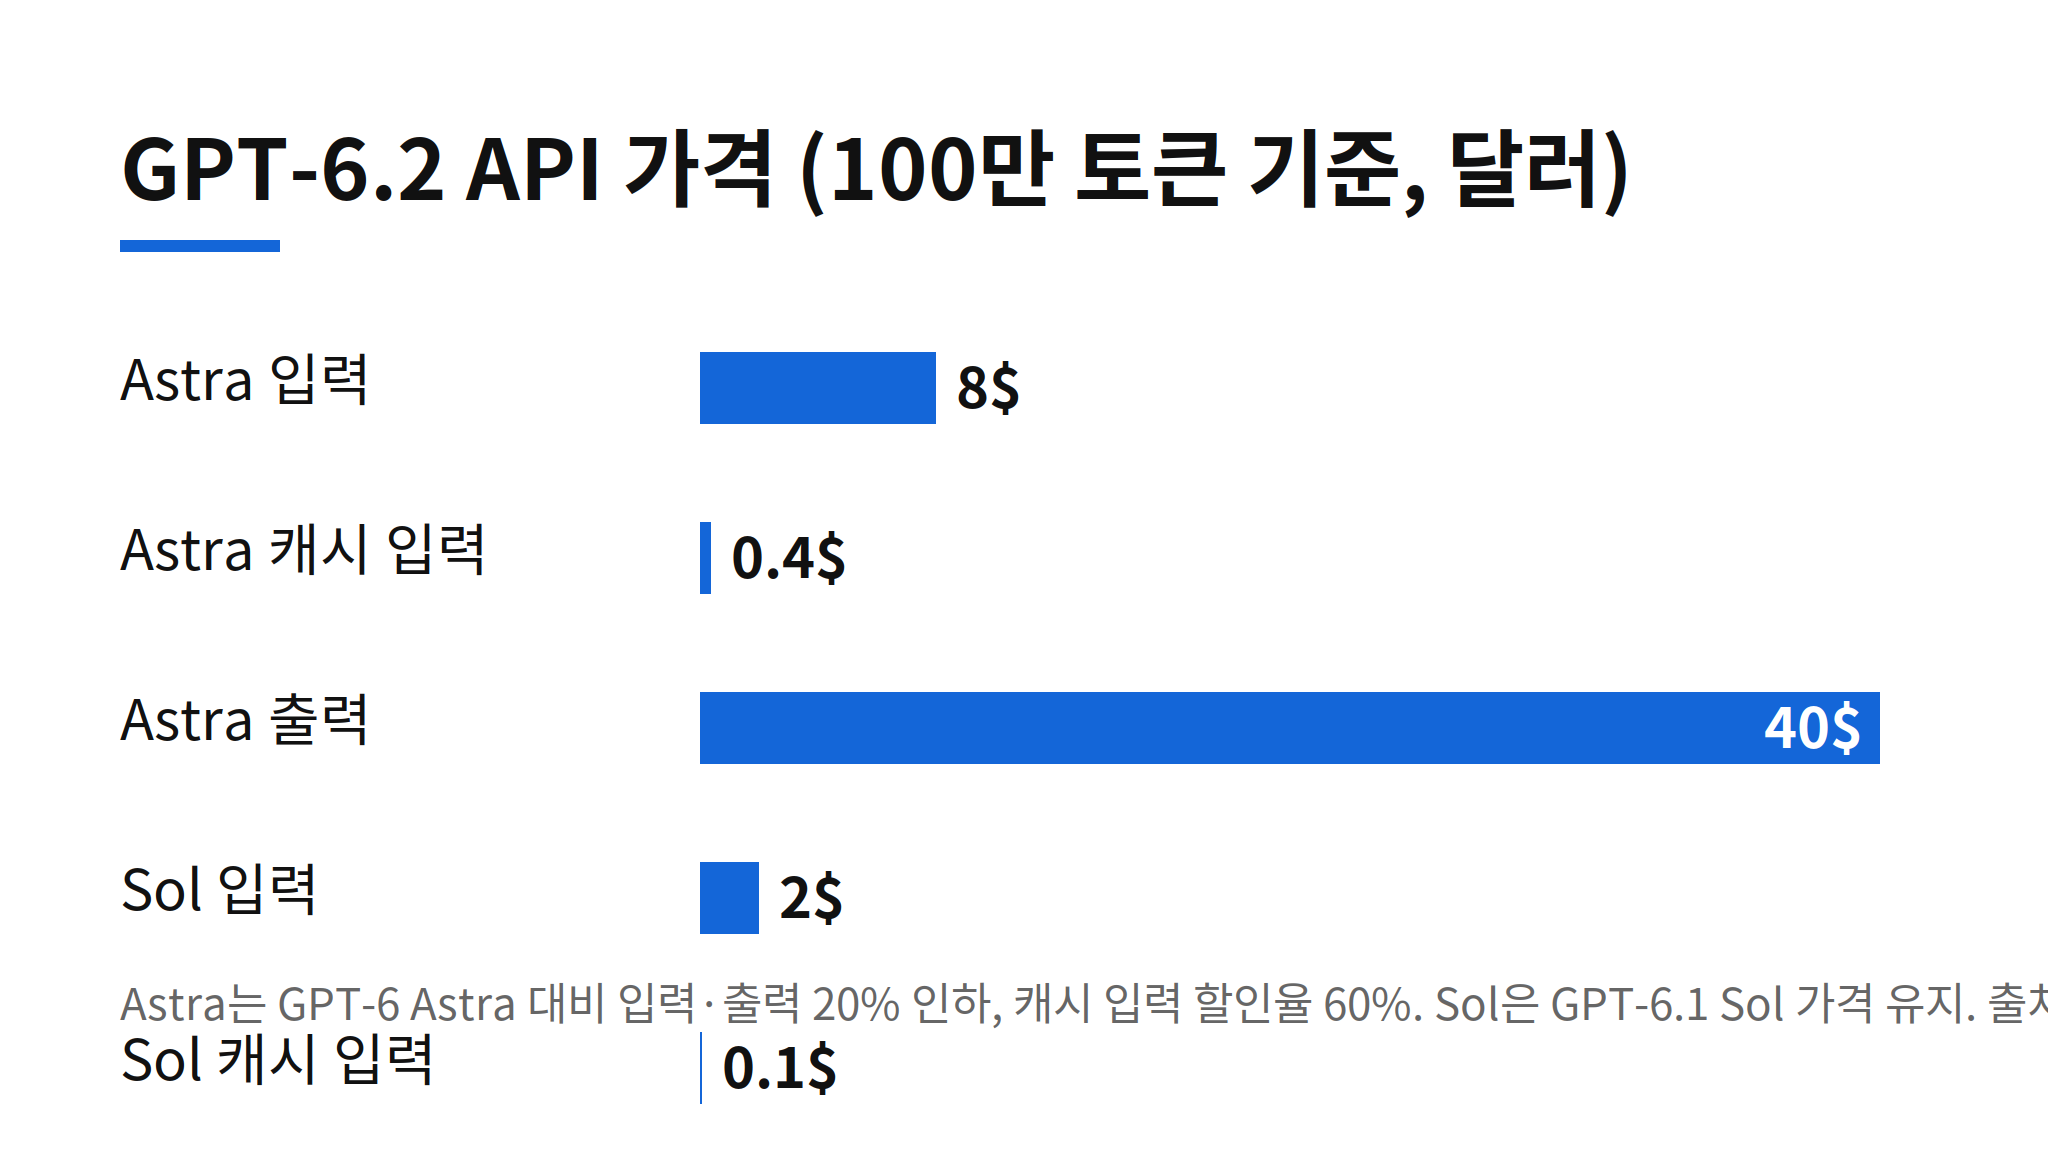 GPT-6.2 API 가격 (100만 토큰 기준, 달러)
Astra 입력 8$
Astra 캐시 입력 0.4$
Astra 출력 40$
Sol 입력 2$
Astra는 GPT-6 Astra 대비 입력·출력 20% 인하, 캐시 입력 할인율 60%. Sol은 GPT-6.1 Sol 가격 유지.
Sol 캐시 입력 0.1$